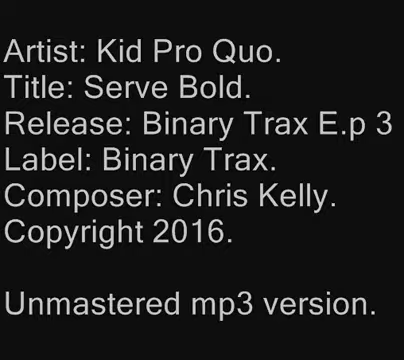 Artist: Kid Pro Quo.
Title: Serve Bold.
Release: Binary Trax E.p 3
Label: Binary Trax.
Composer: Chris Kelly.
Copyright 2016.
Unmastered mp3 version.